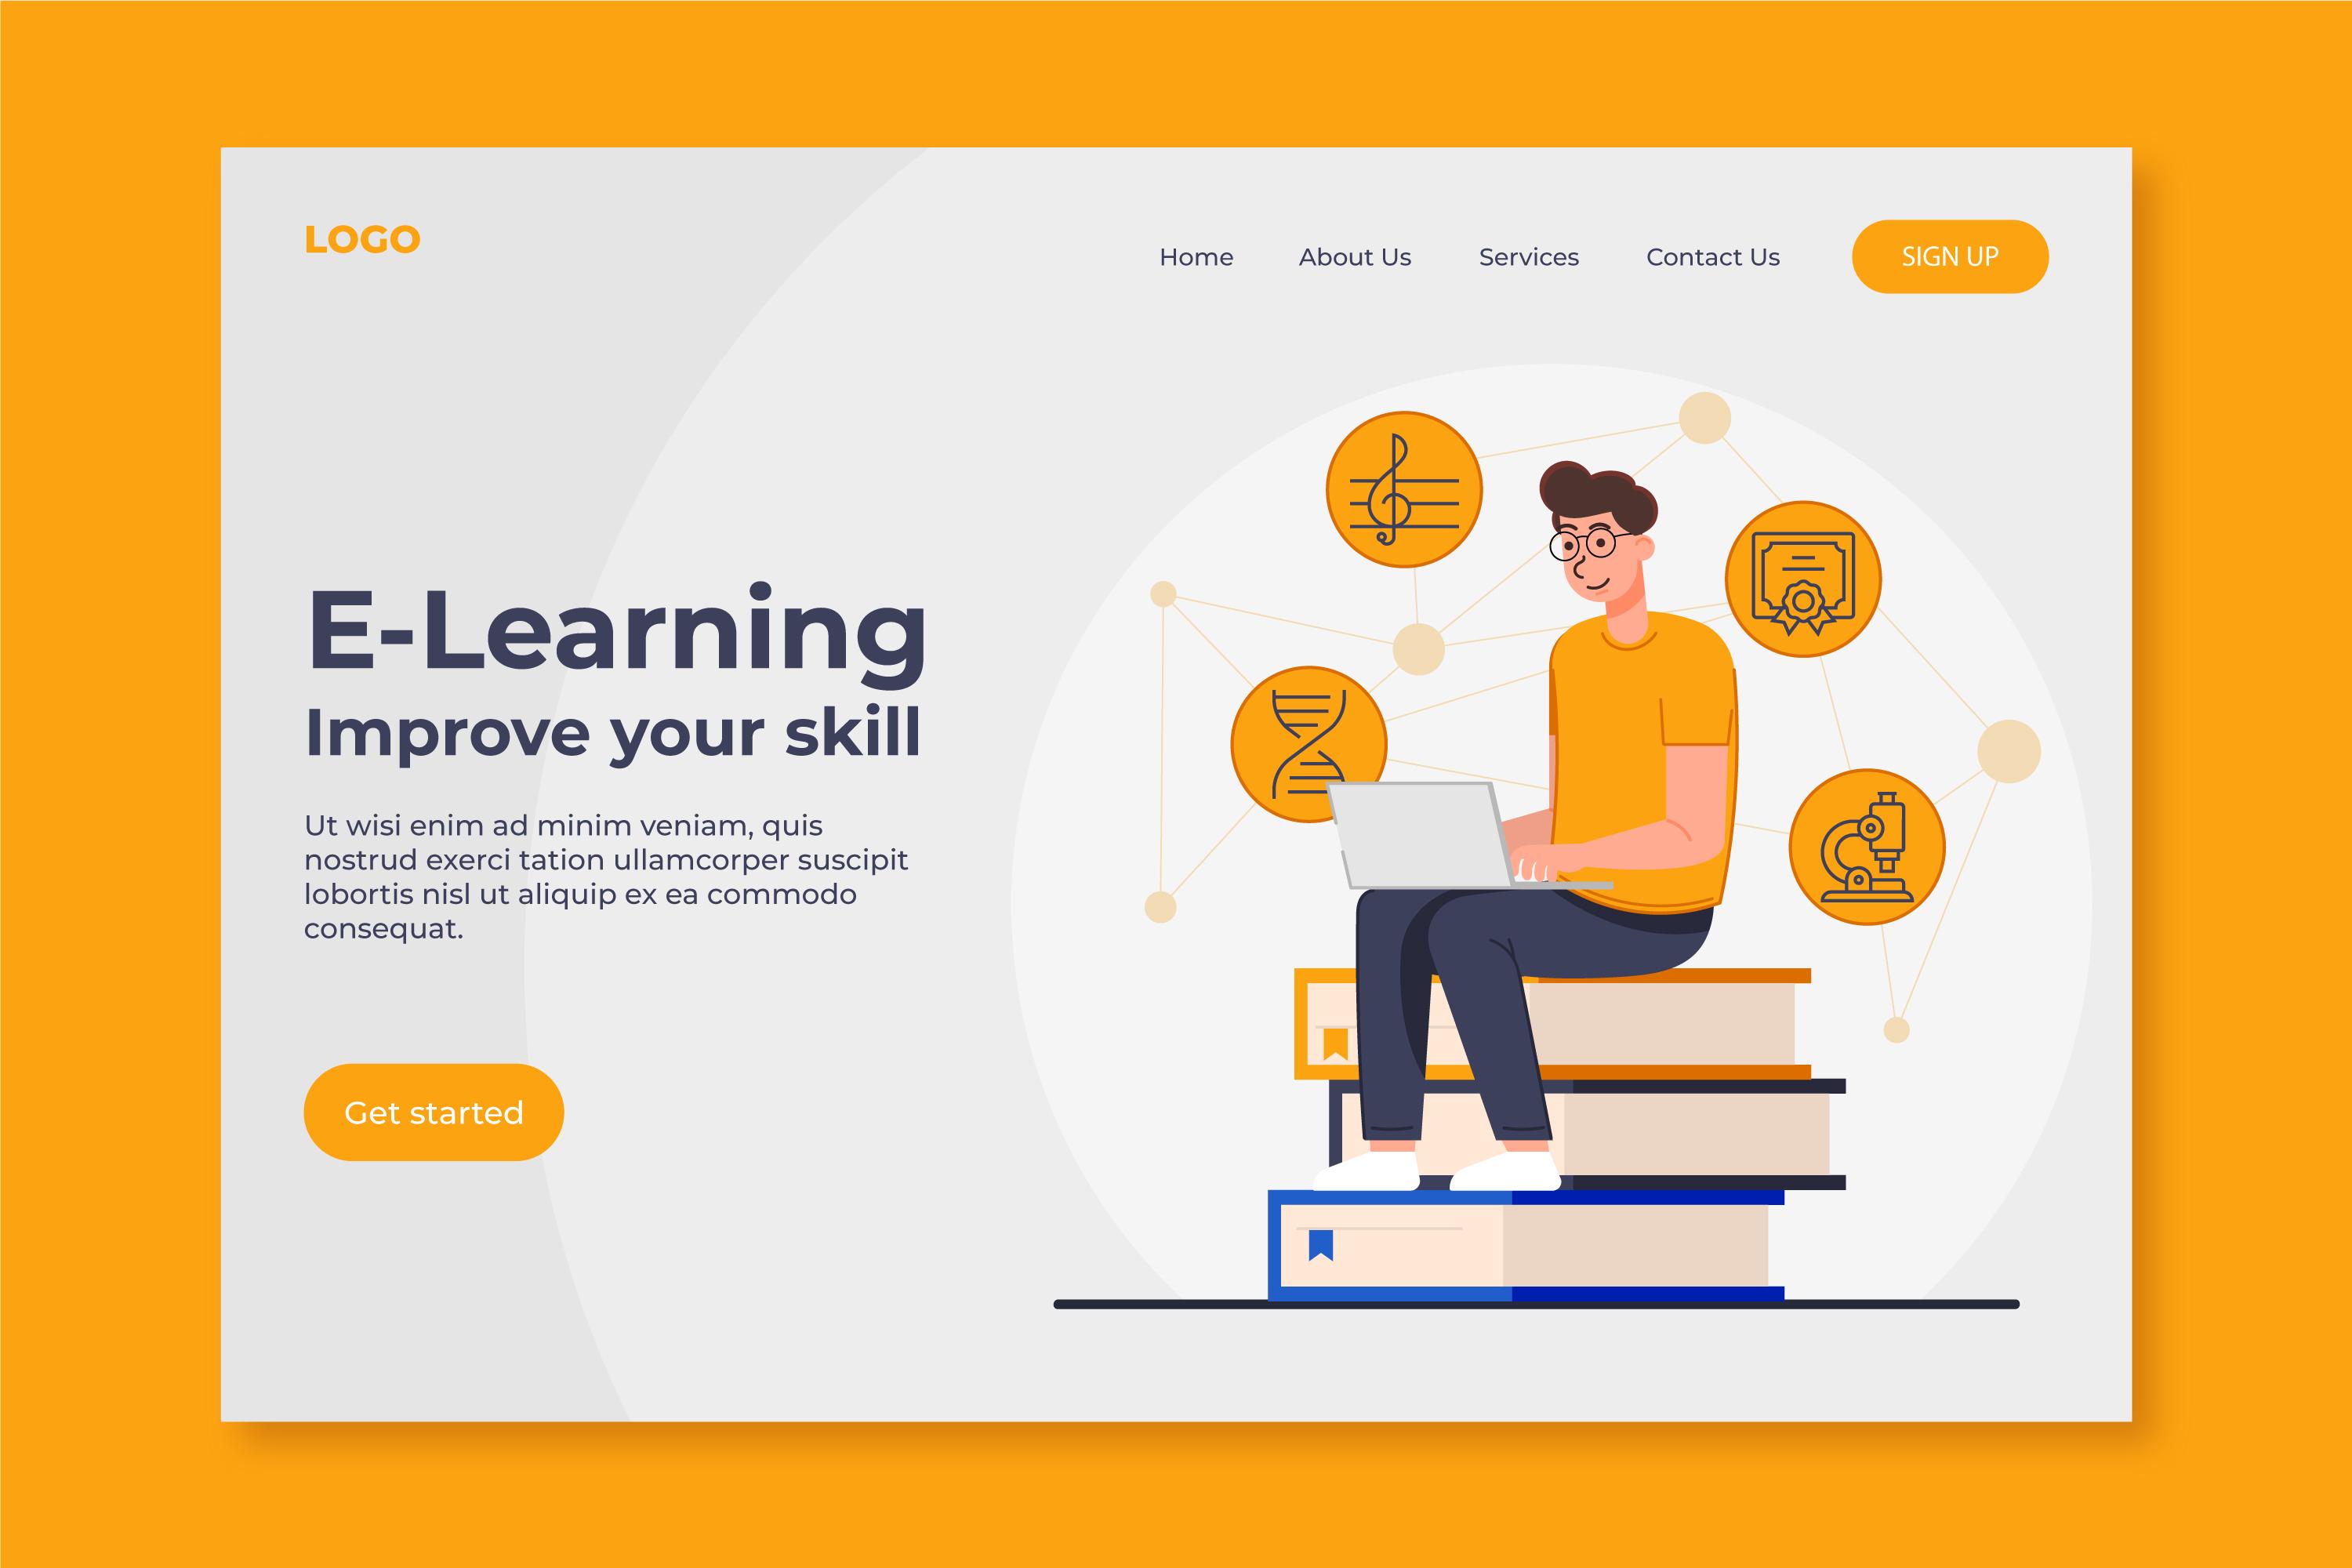 LOGO
Home About Us Services Contact Us SIGN UP
E-Learning
Improve your skill
Ut wisi enim ad minim veniam, quis
nostrud exerci tation ullamcorper suscipit
lobortis nisl ut aliquip ex ea commodo
consequat.
Get started